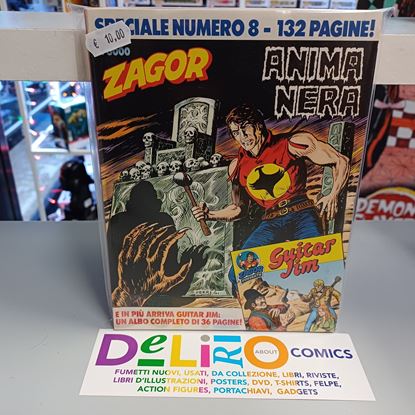 SPECIALE NUMERO 8 - 132 PAGINE!
€ 10,00
ZAGOR
ANIMA
NERA
Guitar
Jim
E IN PIÙ ARRIVA GUITAR JIM:
UN ALBO COMPLETO DI 36 PAGINE!
DeLiRiO ABOUT COMICS
FUMETTI NUOVI, USATI, DA COLLEZIONE, LIBRI, RIVISTE,
LIBRI D'ILLUSTRAZIONI, POSTERS, DVD, T-SHIRTS, FELPE,
ACTION FIGURES, PORTACHIAVI, GADGETS